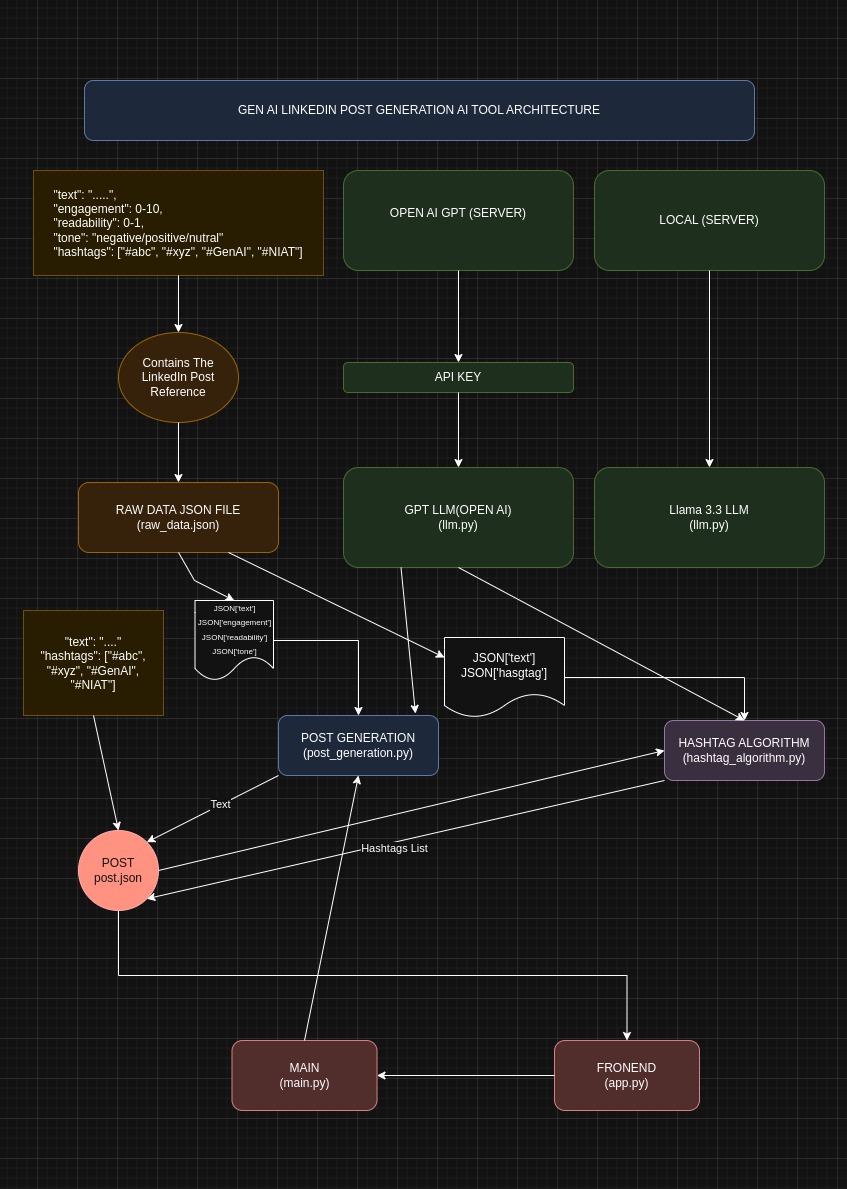 GEN AI LINKEDIN POST GENERATION AI TOOL ARCHITECTURE
"text": ".....",
"engagement": 0-10,
"readability": 0-1,
"tone": "negative/positive/nutral"
"hashtags": ["#abc", "#xyz", "#GenAI", "#NIAT"]
OPEN AI GPT (SERVER)
LOCAL (SERVER)
Contains The
LinkedIn Post
Reference
API KEY
RAW DATA JSON FILE
(raw_data.json)
GPT LLM(OPEN AI)
(llm.py)
Llama 3.3 LLM
(llm.py)
JSON['text']
JSON['engagement']
JSON['readability']
JSON['tone']
"text": "...."
"hashtags": ["#abc",
"#xyz", "#GenAI",
"#NIAT"]
JSON['text']
JSON['hasgtag']
POST GENERATION
(post_generation.py)
HASHTAG ALGORITHM
(hashtag_algorithm.py)
Text
Hashtags List
POST
post.json
MAIN
(main.py)
FRONEND
(app.py)